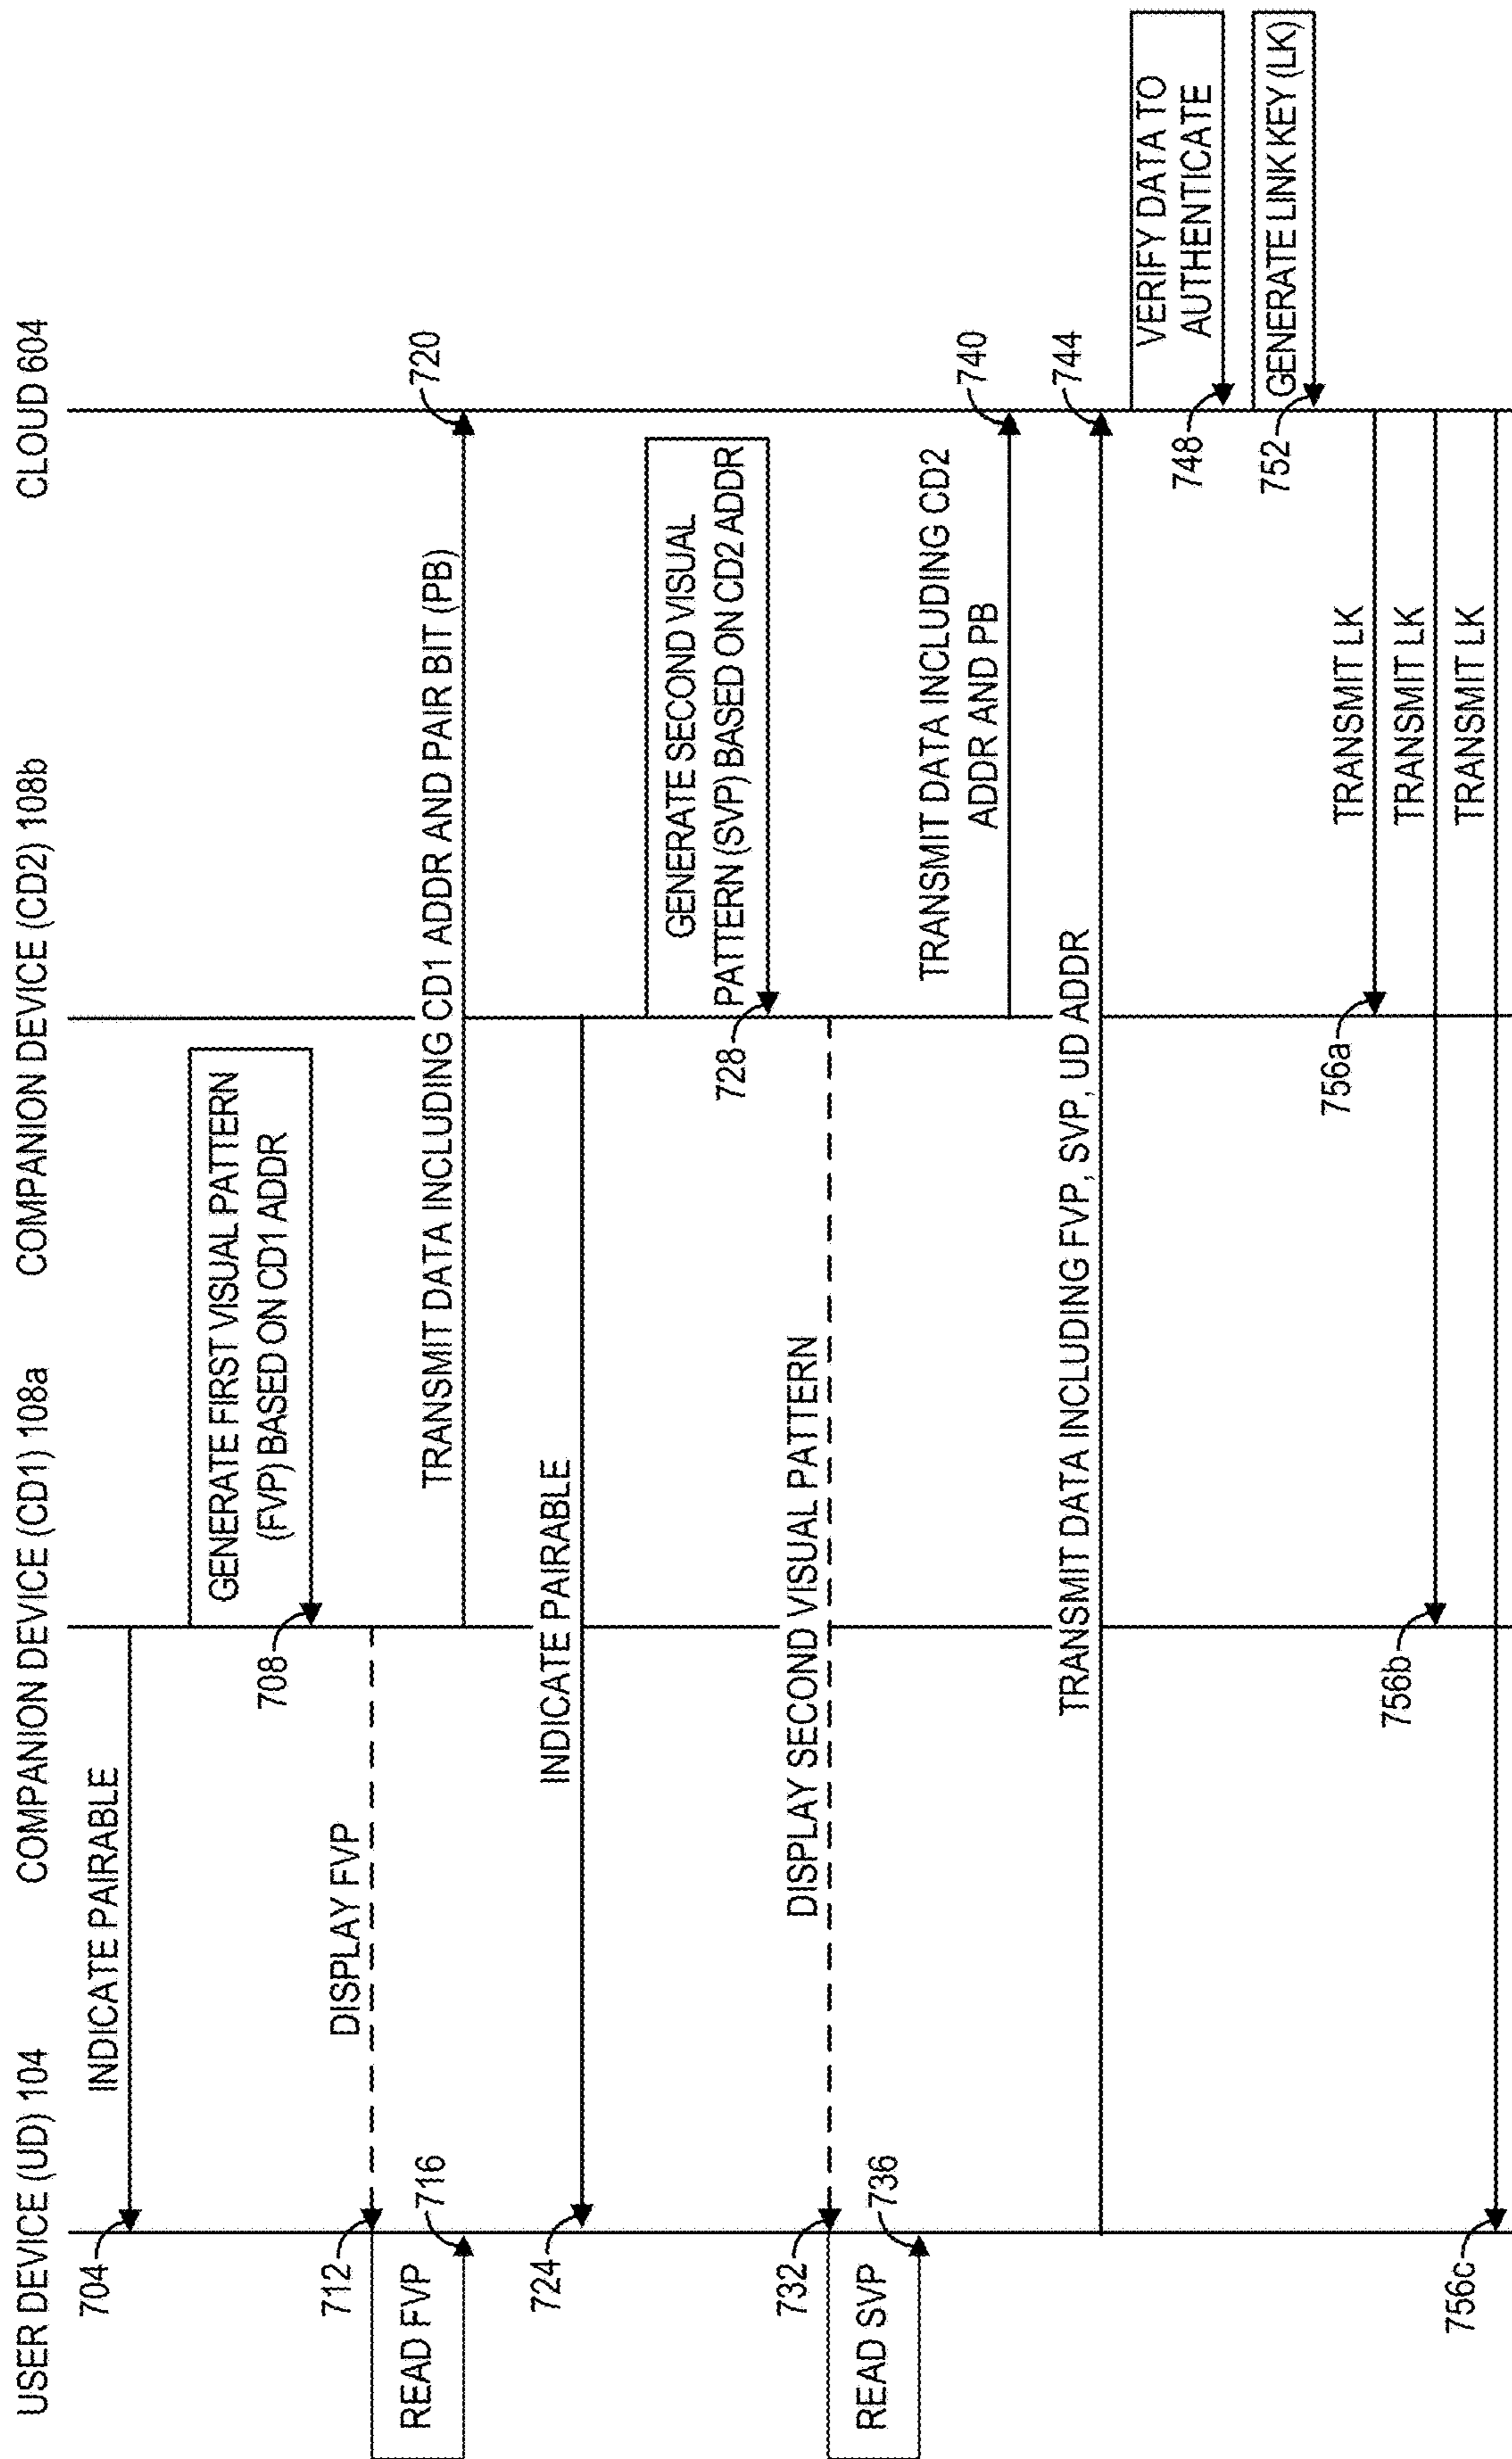 USER DEVICE (UD) 104
COMPANION DEVICE (CD1) 108a
COMPANION DEVICE (CD2) 108b
CLOUD 604
INDICATE PAIRABLE
704
GENERATE FIRST VISUAL PATTERN
(FVP) BASED ON CD1 ADDR
708
DISPLAY FVP
712
READ FVP
716
TRANSMIT DATA INCLUDING CD1 ADDR AND PAIR BIT (PB)
720
INDICATE PAIRABLE
724
GENERATE SECOND VISUAL
PATTERN (SVP) BASED ON CD2 ADDR
728
DISPLAY SECOND VISUAL PATTERN
732
READ SVP
736
TRANSMIT DATA INCLUDING CD2
ADDR AND PB
740
TRANSMIT DATA INCLUDING FVP, SVP, UD ADDR
744
VERIFY DATA TO
AUTHENTICATE
748
GENERATE LINK KEY (LK)
752
TRANSMIT LK
756a
TRANSMIT LK
756b
TRANSMIT LK
756c